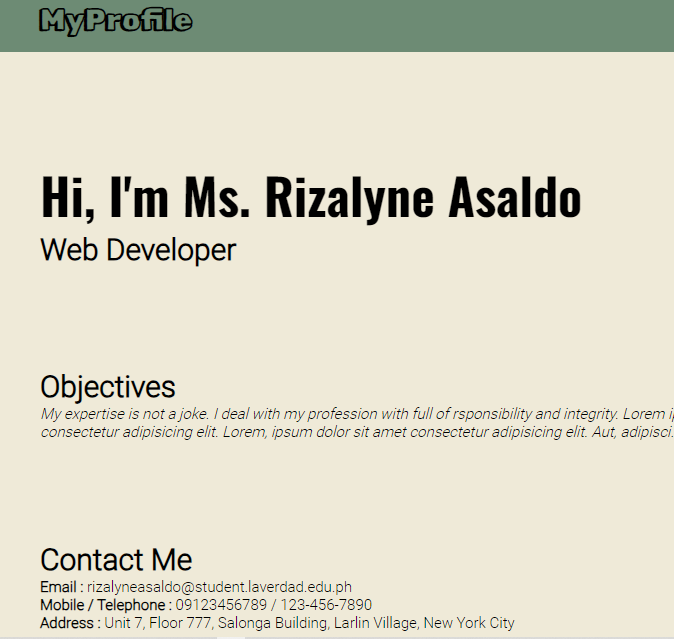 MyProfile
Hi, I'm Ms. Rizalyne Asaldo
Web Developer
Objectives
My expertise is not a joke. I deal with my profession with full of rsponsibility and integrity. Lorem
consectetur adipisicing elit. Lorem, ipsum dolor sit amet consectetur adipisicing elit. Aut, adipisci.
Contact Me
Email : rizalyneasaldo@student.laverdad.edu.ph
Mobile / Telephone : 09123456789 / 123-456-7890
Address : Unit 7, Floor 777, Salonga Building, Larlin Village, New York City